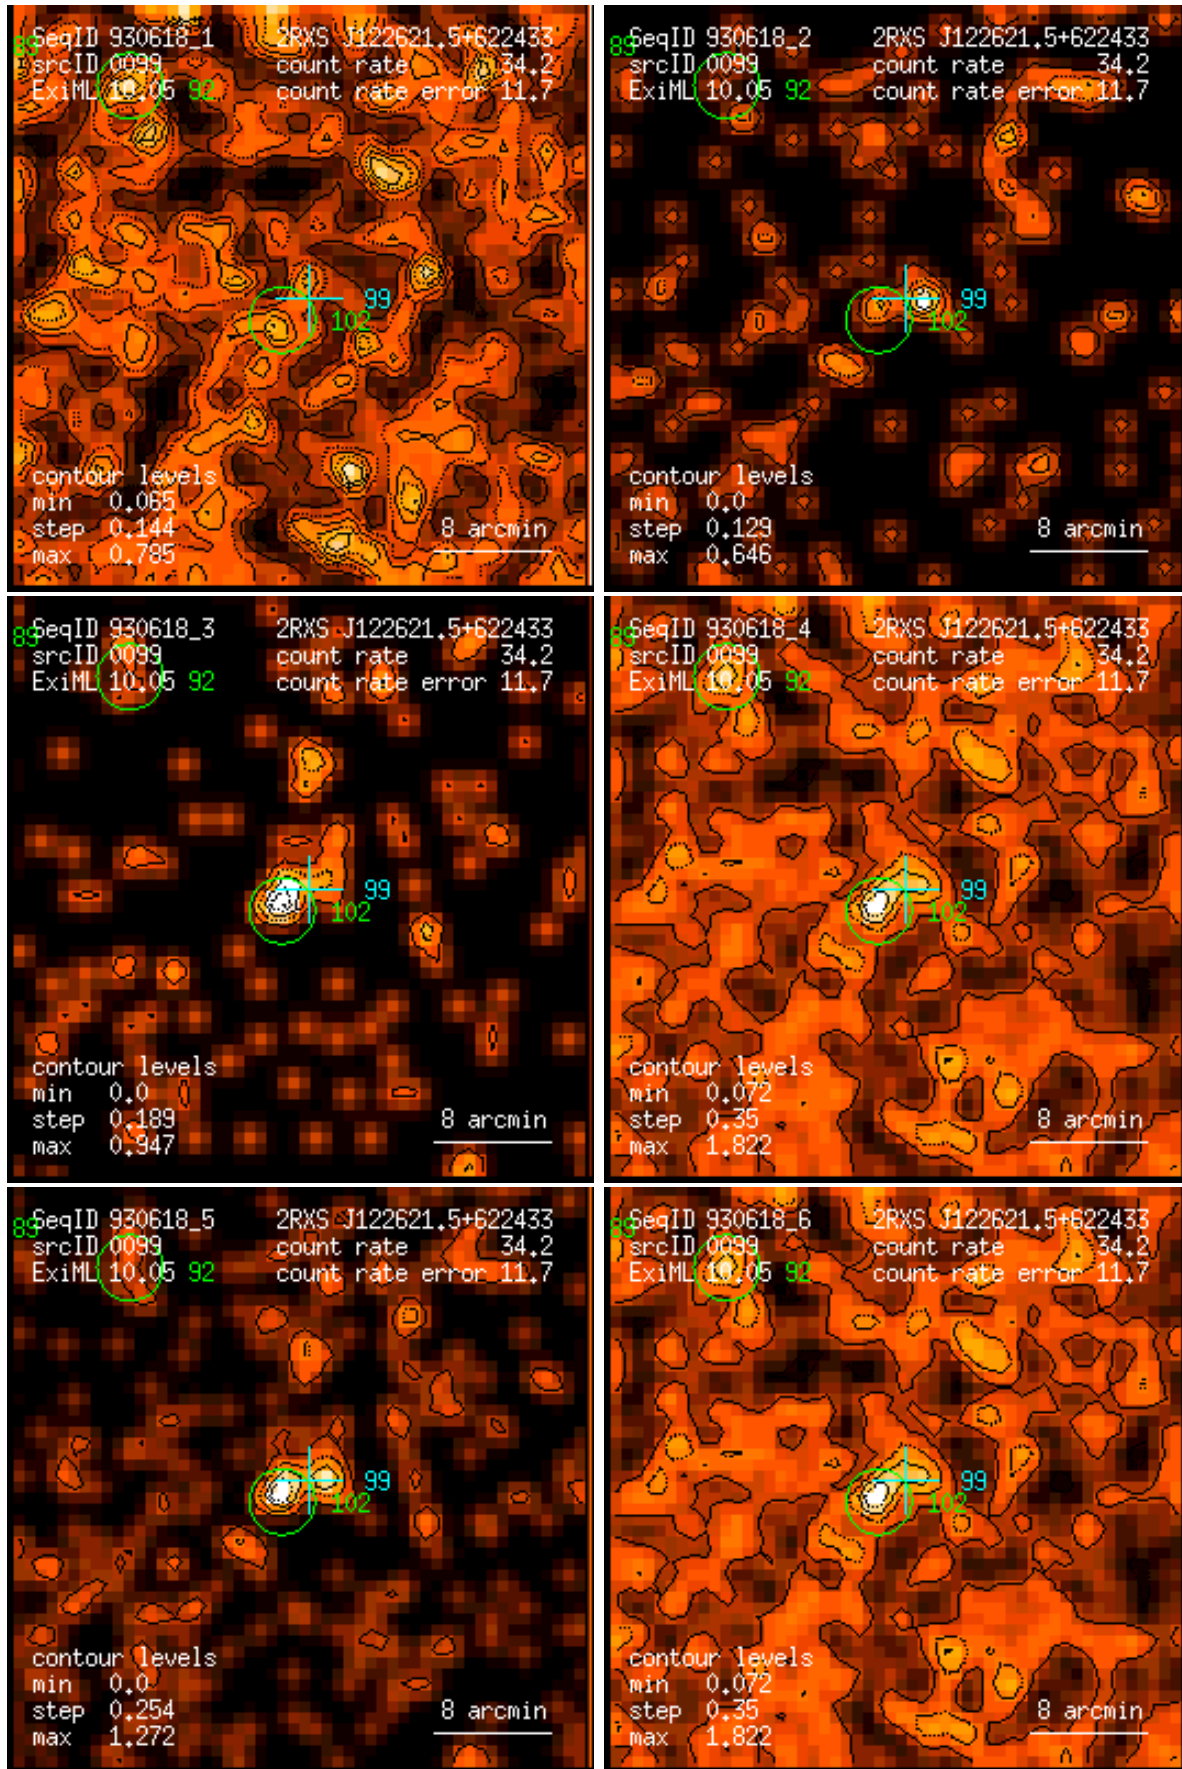 89 SeqID 930618_1 2RXS J122621.5+622433
srcID 0099 count rate 34.2
ExiML 10.05 92 count rate error 11.7
99
102
contour levels
min 0.065
step 0.144 8 arcmin
max 0.785
89 SeqID 930618_2 2RXS J122621.5+622433
srcID 0099 count rate 34.2
ExiML 10.05 92 count rate error 11.7
99
102
contour levels
min 0.0
step 0.129 8 arcmin
max 0.646
89 SeqID 930618_3 2RXS J122621.5+622433
srcID 0099 count rate 34.2
ExiML 10.05 92 count rate error 11.7
99
102
contour levels
min 0.0
step 0.189 8 arcmin
max 0.947
89 SeqID 930618_4 2RXS J122621.5+622433
srcID 0099 count rate 34.2
ExiML 10.05 92 count rate error 11.7
99
102
contour levels
min 0.072
step 0.35 8 arcmin
max 1.822
89 SeqID 930618_5 2RXS J122621.5+622433
srcID 0099 count rate 34.2
ExiML 10.05 92 count rate error 11.7
99
102
contour levels
min 0.0
step 0.254 8 arcmin
max 1.272
89 SeqID 930618_6 2RXS J122621.5+622433
srcID 0099 count rate 34.2
ExiML 10.05 92 count rate error 11.7
99
102
contour levels
min 0.072
step 0.35 8 arcmin
max 1.822